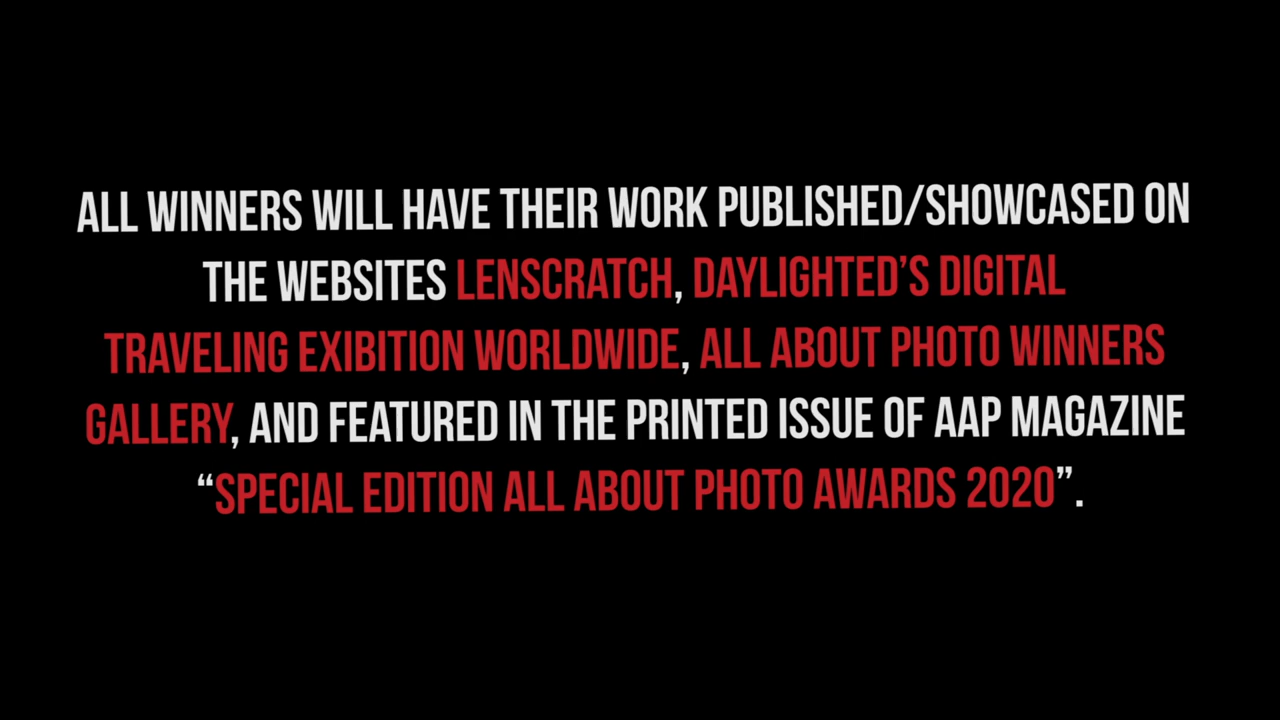 ALL WINNERS WILL HAVE THEIR WORK PUBLISHED/SHOWCASED ON
THE WEBSITES LENSCRATCH, DAYLIGHTED’S DIGITAL
TRAVELING EXIBITION WORLDWIDE, ALL ABOUT PHOTO WINNERS
GALLERY, AND FEATURED IN THE PRINTED ISSUE OF AAP MAGAZINE
“SPECIAL EDITION ALL ABOUT PHOTO AWARDS 2020”.